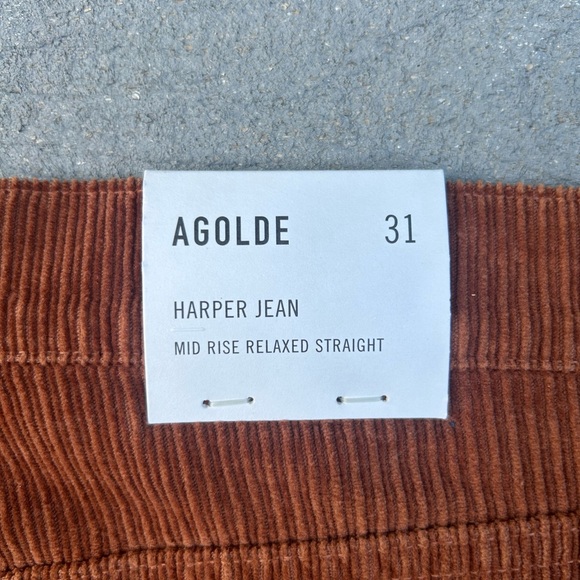 AGOLDE 31
HARPER JEAN
MID RISE RELAXED STRAIGHT